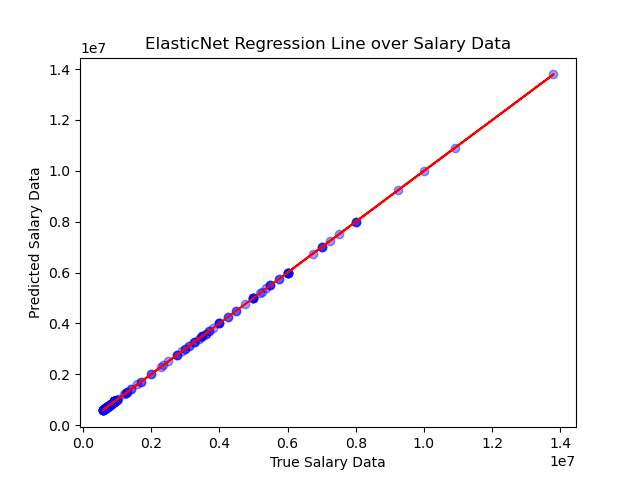 ElasticNet Regression Line over Salary Data
1e7
1.4
1.2
1.0
0.8
0.6
0.4
0.2
0.0
Predicted Salary Data
0.0 0.2 0.4 0.6 0.8 1.0 1.2 1.4
True Salary Data
1e7